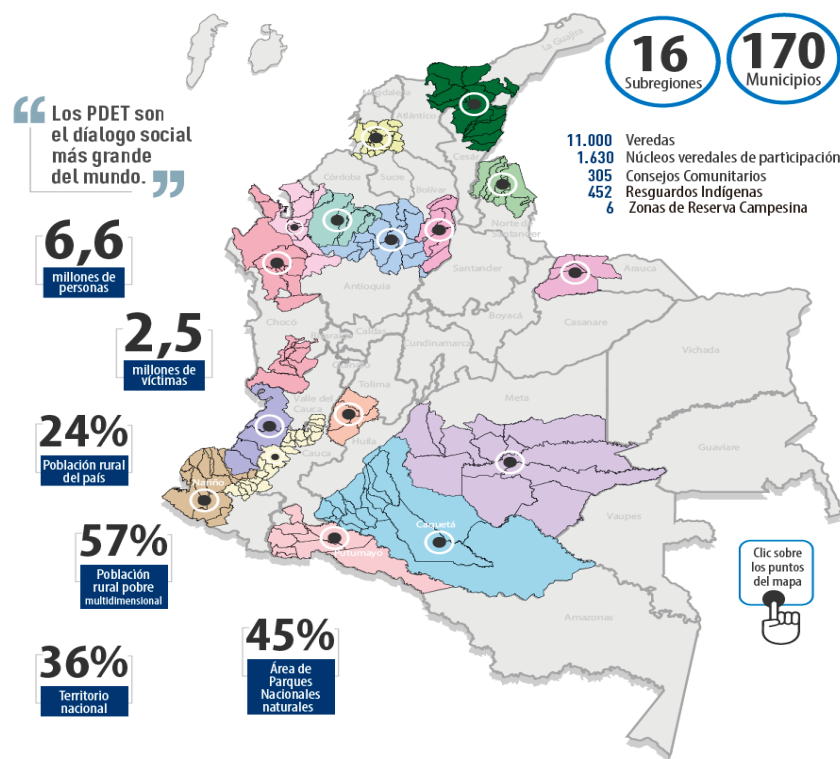 16
Subregiones
170
Municipios
“ Los PDET son
el díalogo social
más grande
del mundo. ”
11.000 Veredas
1.630 Núcleos veredales de participación
305 Consejos Comunitarios
452 Resguardos Indígenas
6 Zonas de Reserva Campesina
6,6
millones de
personas
2,5
millones de
víctimas
24%
Población rural
del país
57%
Población
rural pobre
multidimensional
36%
Territorio
nacional
45%
Área de
Parques
Nacionales
naturales
La Guajira
Magdalena
Atlántico
Cesar
Córdoba
Sucre
Bolívar
Norte de
Santander
Antioquia
Santander
Arauca
Chocó
Caldas
Boyacá
Casanare
Cundinamarca
Vichada
Tolima
Valle del
Cauca
Meta
Huila
Cauca
Guaviare
Nariño
Vaupes
Caquetá
Putumayo
Amazonas
Clic sobre
los puntos
del mapa